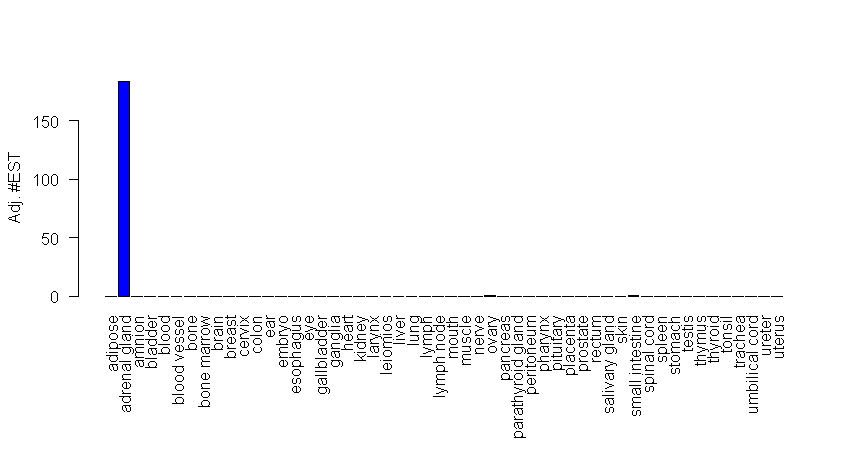 Adj. #EST
150
100
50
0
adipose
adrenal gland
amnion
bladder
blood
blood vessel
bone
bone marrow
brain
breast
cervix
colon
ear
embryo
esophagus
eye
gallbladder
ganglia
heart
kidney
larynx
leiomios
liver
lung
lymph
lymph node
mouth
muscle
nerve
ovary
pancreas
parathyroid gland
peritoneum
pharynx
pituitary
placenta
prostate
rectum
salivary gland
skin
small intestine
spinal cord
spleen
stomach
testis
thymus
thyroid
tonsil
trachea
umbilical cord
ureter
uterus